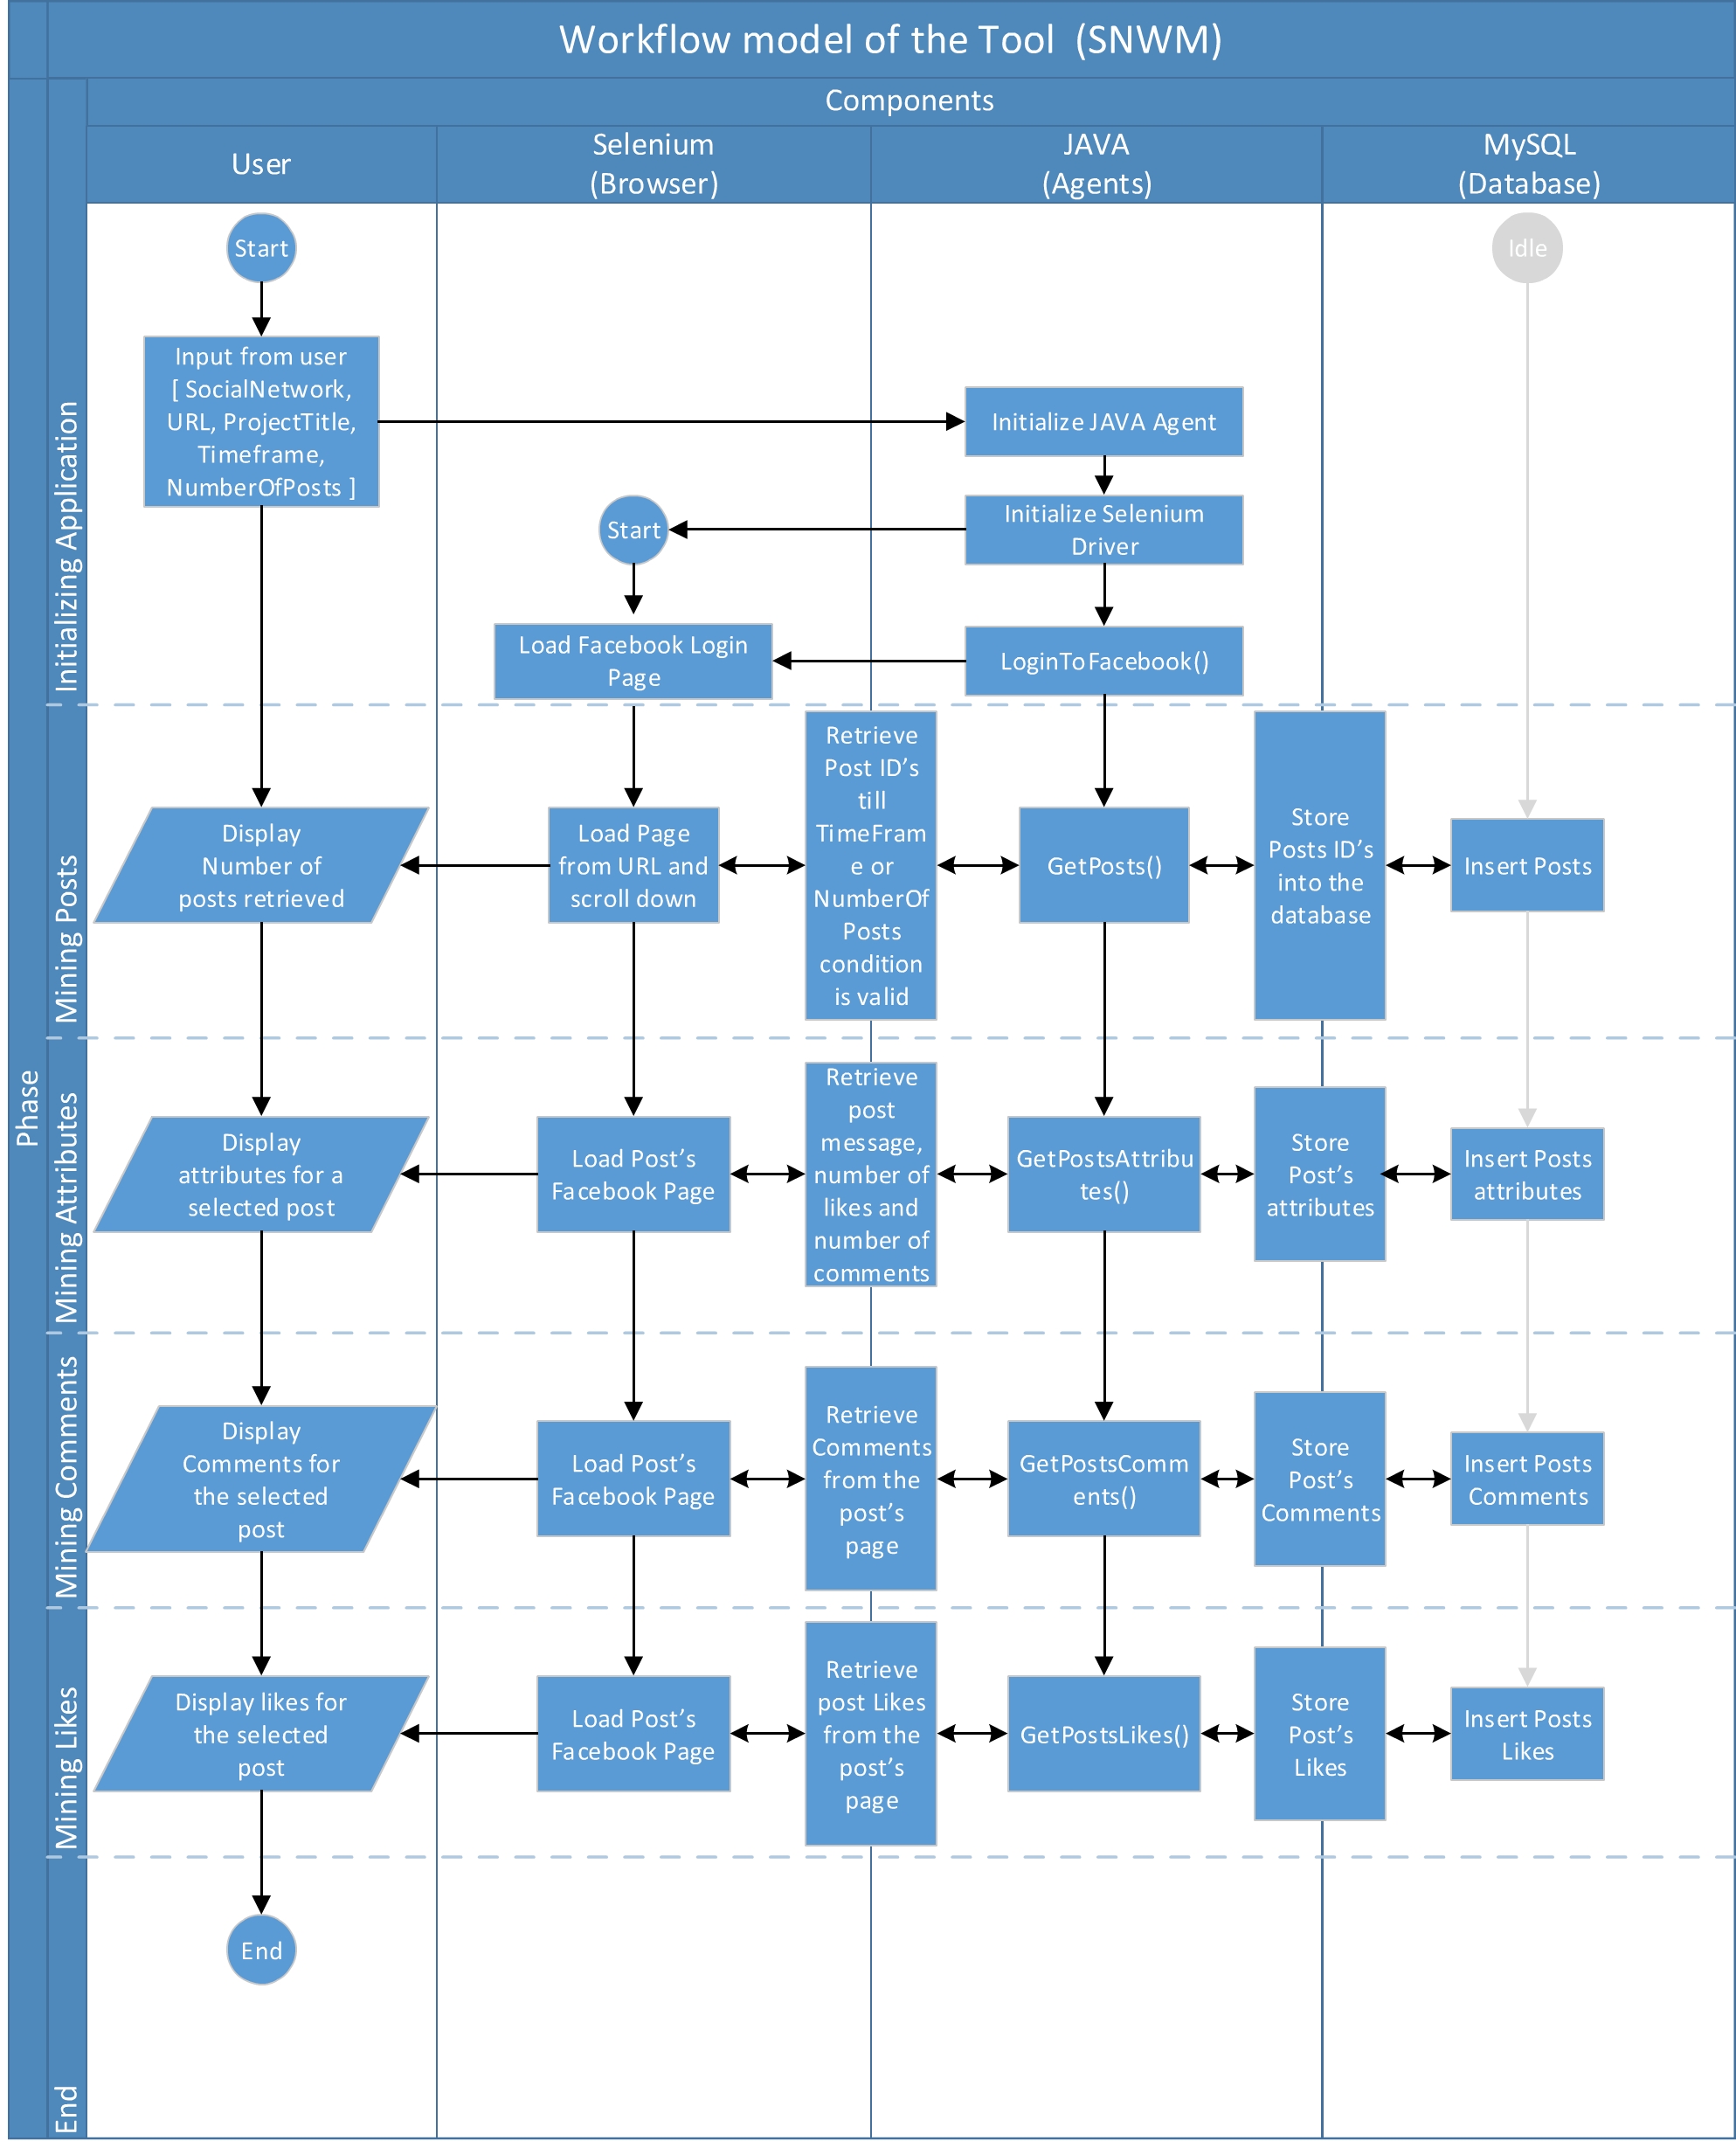 Workflow model of the Tool (SNWM)
Components
User
Selenium
(Browser)
JAVA
(Agents)
MySQL
(Database)
Phase
Initializing Application
Start
Idle
Input from user
[ SocialNetwork,
URL, ProjectTitle,
Timeframe,
NumberOfPosts ]
Initialize JAVA Agent
Start
Initialize Selenium
Driver
Load Facebook Login
Page
LoginToFacebook()
Mining Posts
Display
Number of
posts retrieved
Load Page
from URL and
scroll down
Retrieve
Post ID’s
till
TimeFram
e or
NumberOf
Posts
condition
is valid
GetPosts()
Store
Posts ID’s
into the
database
Insert Posts
Mining Attributes
Display
attributes for a
selected post
Load Post’s
Facebook Page
Retrieve
post
message,
number of
likes and
number of
comments
GetPostsAttribu
tes()
Store
Post’s
attributes
Insert Posts
attributes
Mining Comments
Display
Comments for
the selected
post
Load Post’s
Facebook Page
Retrieve
Comments
from the
post’s
page
GetPostsComm
ents()
Store
Post’s
Comments
Insert Posts
Comments
Mining Likes
Display likes for
the selected
post
Load Post’s
Facebook Page
Retrieve
post Likes
from the
post’s
page
GetPostsLikes()
Store
Post’s
Likes
Insert Posts
Likes
End
End